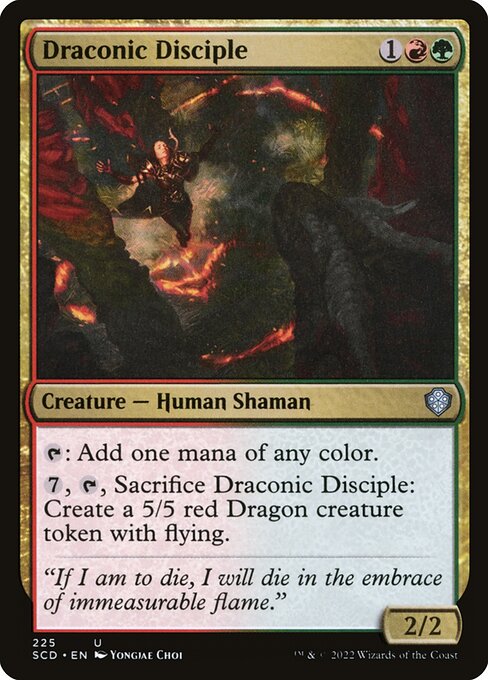 Draconic Disciple 1
Creature — Human Shaman
: Add one mana of any color.
7, , Sacrifice Draconic Disciple:
Create a 5/5 red Dragon creature
token with flying.
“If I am to die, I will die in the embrace
of immeasurable flame.”
2/2
225 U
SCD • EN Yongjae Choi
™ & © 2022 Wizards of the Coast